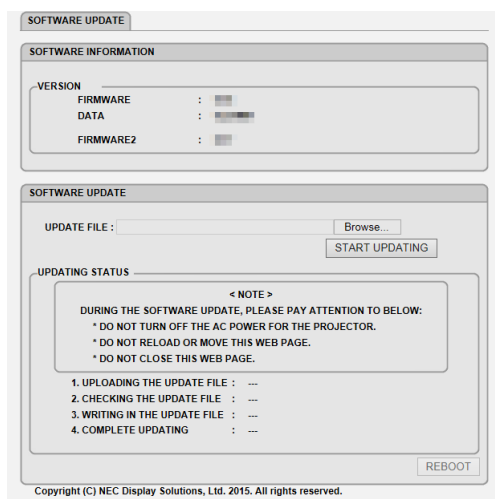 SOFTWARE UPDATE
SOFTWARE INFORMATION
VERSION
FIRMWARE :
DATA :
FIRMWARE2 :
SOFTWARE UPDATE
UPDATE FILE : Browse...
START UPDATING
UPDATING STATUS
< NOTE >
DURING THE SOFTWARE UPDATE, PLEASE PAY ATTENTION TO BELOW:
* DO NOT TURN OFF THE AC POWER FOR THE PROJECTOR.
* DO NOT RELOAD OR MOVE THIS WEB PAGE.
* DO NOT CLOSE THIS WEB PAGE.
1. UPLOADING THE UPDATE FILE : ---
2. CHECKING THE UPDATE FILE : ---
3. WRITING IN THE UPDATE FILE : ---
4. COMPLETE UPDATING : ---
REBOOT
Copyright (C) NEC Display Solutions, Ltd. 2015. All rights reserved.